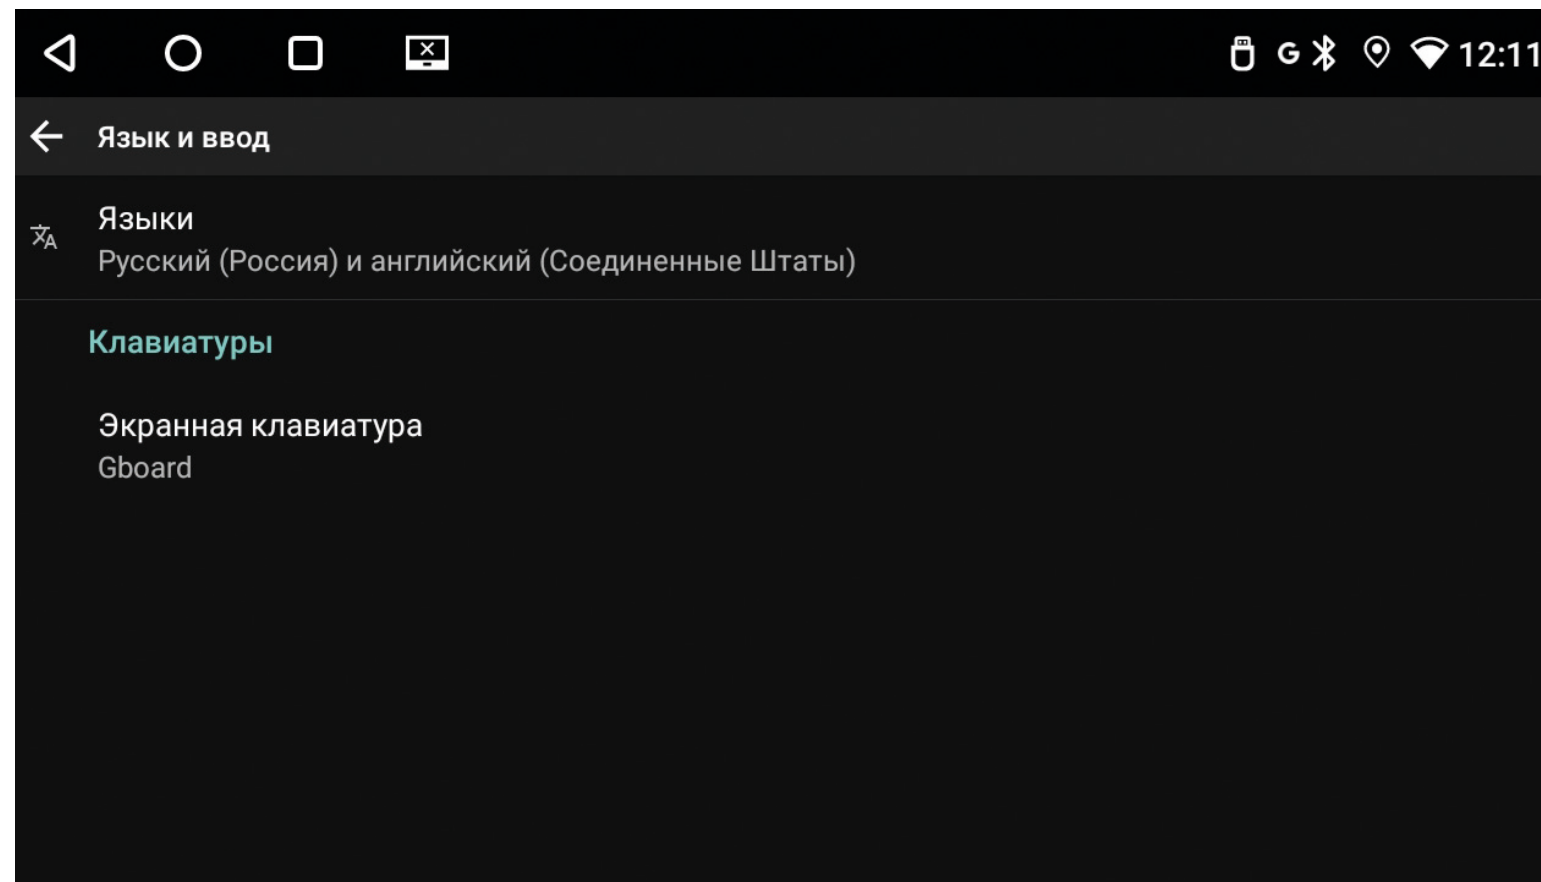 G
12:11
Язык и ввод
Языки
Русский (Россия) и английский (Соединенные Штаты)
Клавиатуры
Экранная клавиатура
Gboard